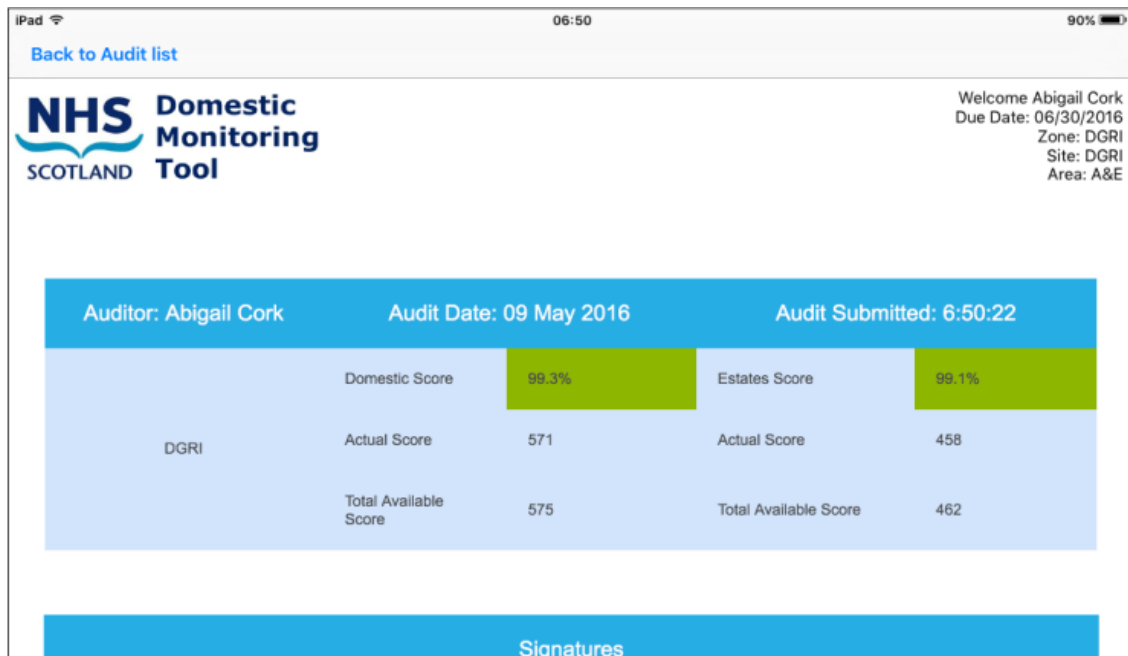 iPad 06:50 90%
Back to Audit list
NHS
SCOTLAND
Domestic
Monitoring
Tool
Welcome Abigail Cork
Due Date: 06/30/2016
Zone: DGRI
Site: DGRI
Area: A&E
Auditor: Abigail Cork Audit Date: 09 May 2016 Audit Submitted: 6:50:22
Domestic Score 99.3% Estates Score 99.1%
DGRI
Actual Score 571 Actual Score 458
Total Available
Score
575 Total Available Score 462
Signatures